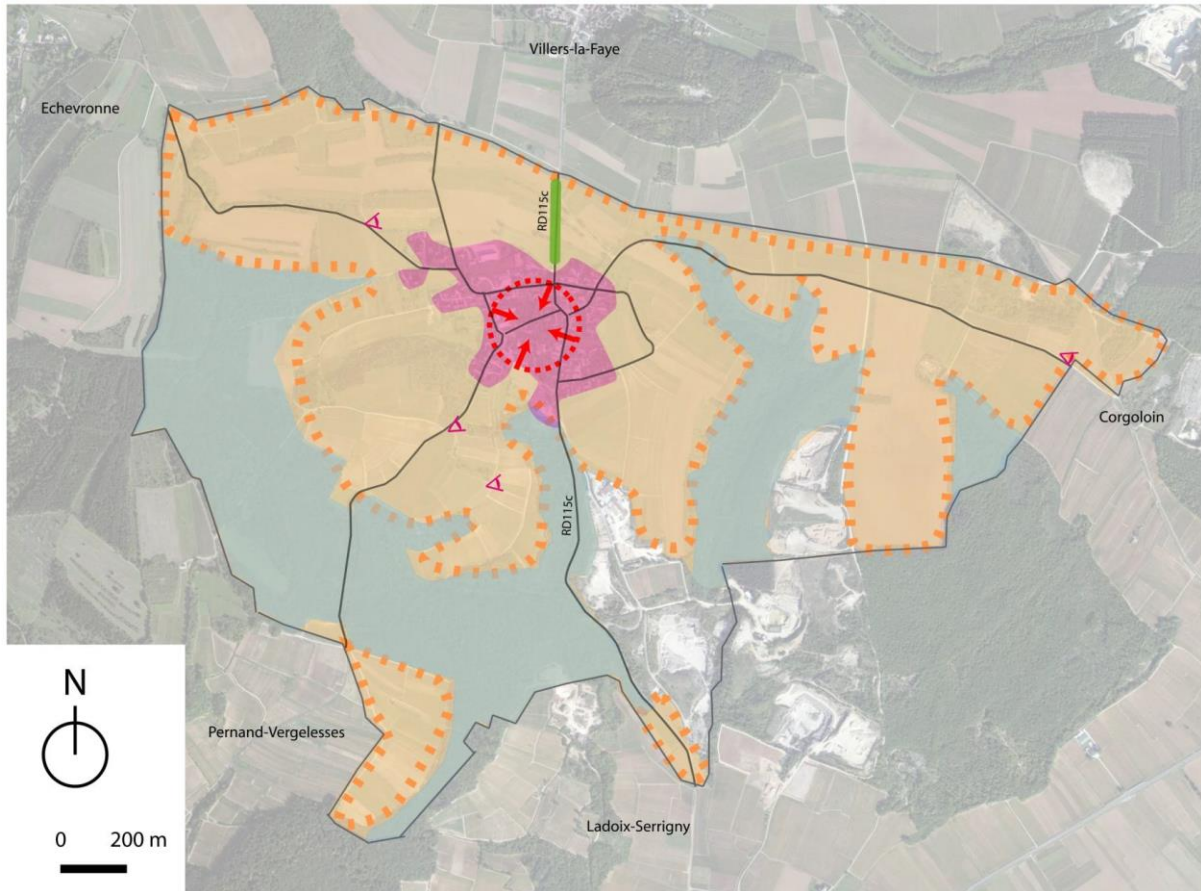 Villers-la-Faye
Echevronne
RD115c
Corgoloin
RD115c
N
Pernand-Vergelesses
0 200 m
Ladoix-Serrigny